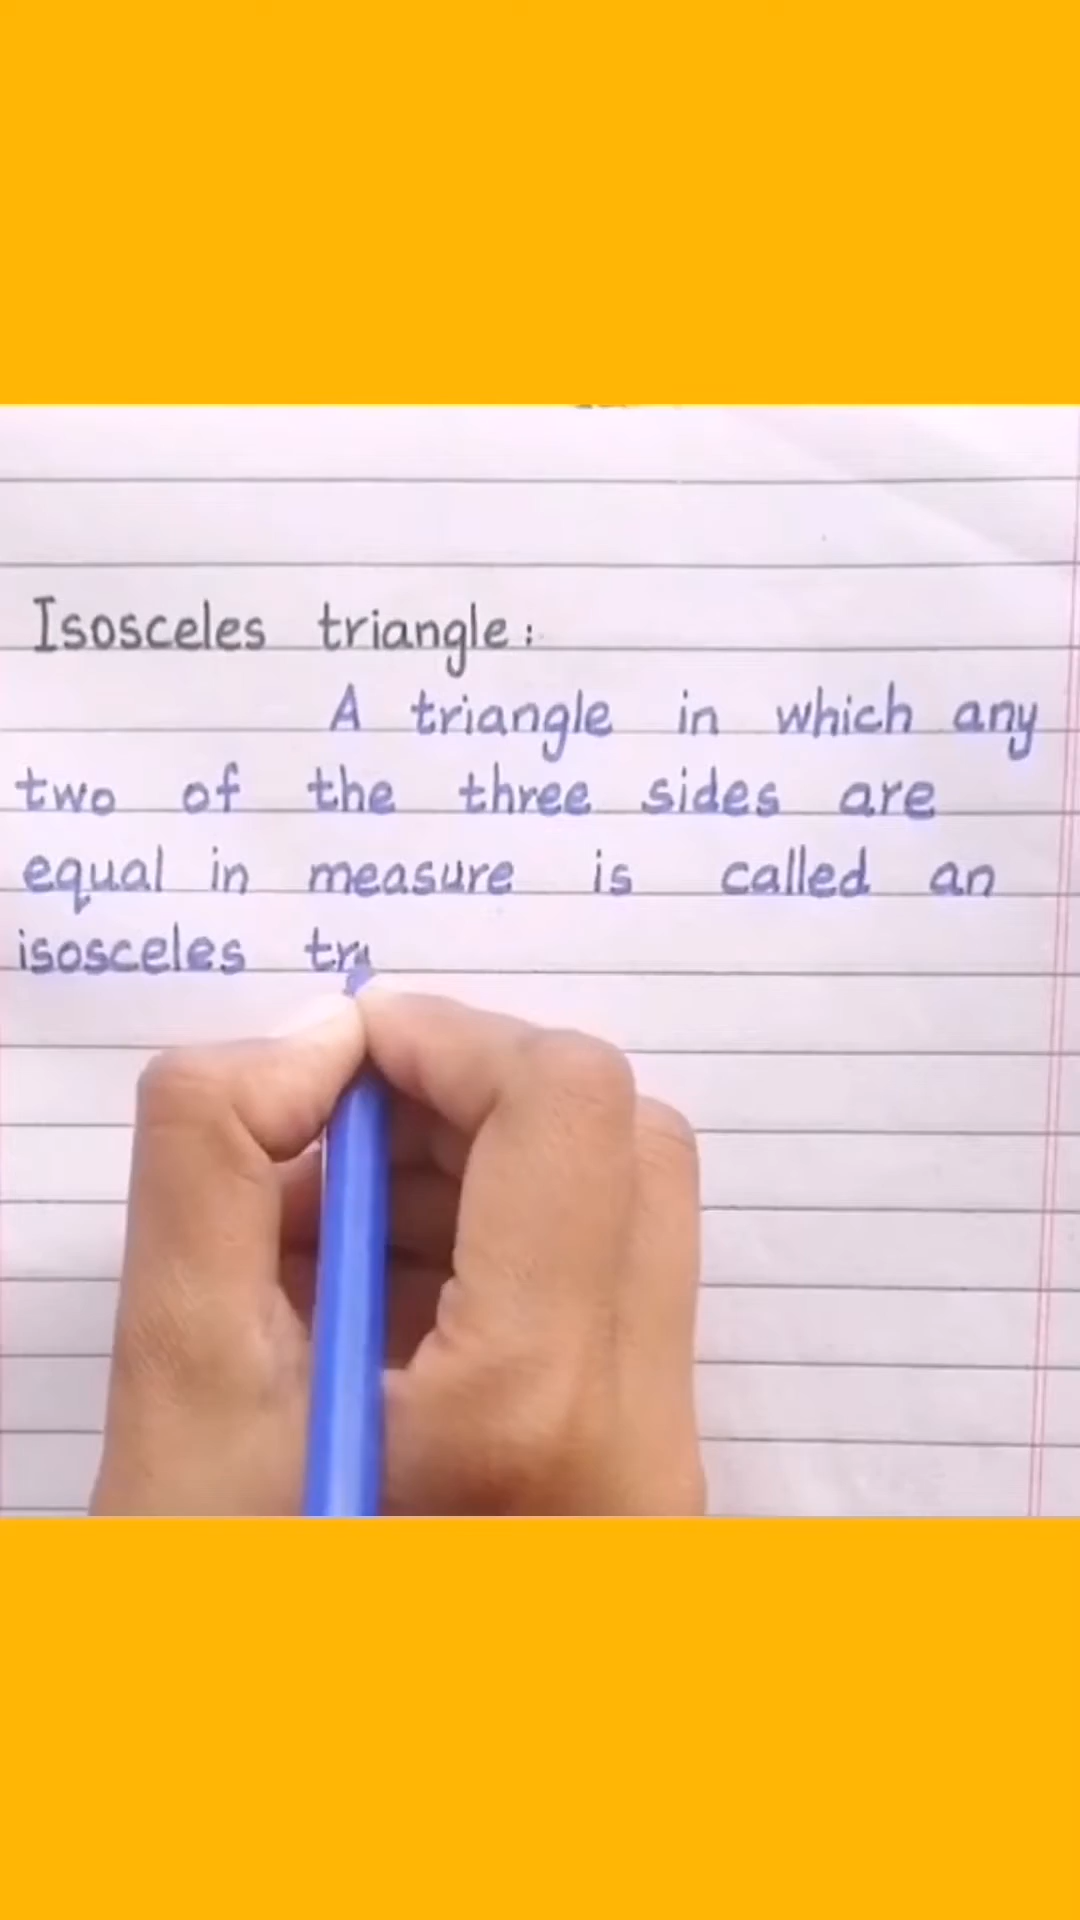 Isosceles triangle:
A triangle in which any
two of the three sides are
equal in measure is called an
isosceles tri